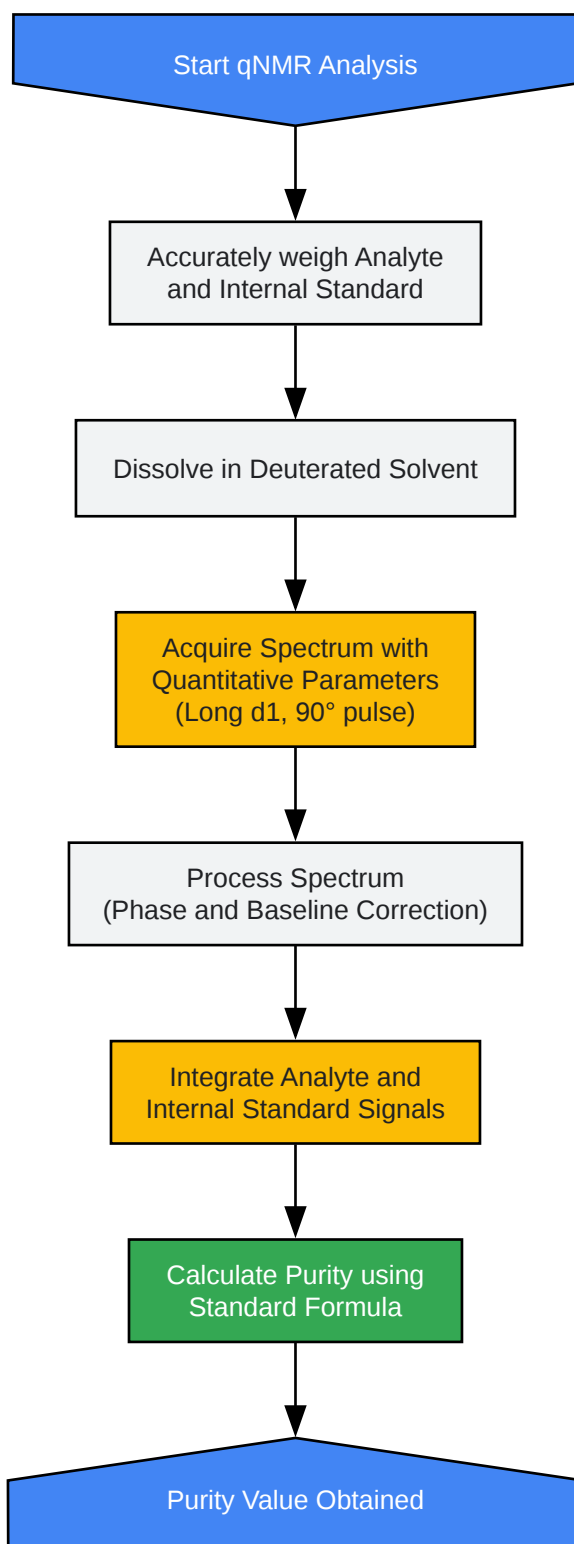 Start qNMR Analysis
Accurately weigh Analyte
and Internal Standard
Dissolve in Deuterated Solvent
Acquire Spectrum with
Quantitative Parameters
(Long d1, 90° pulse)
Process Spectrum
(Phase and Baseline Correction)
Integrate Analyte and
Internal Standard Signals
Calculate Purity using
Standard Formula
Purity Value Obtained